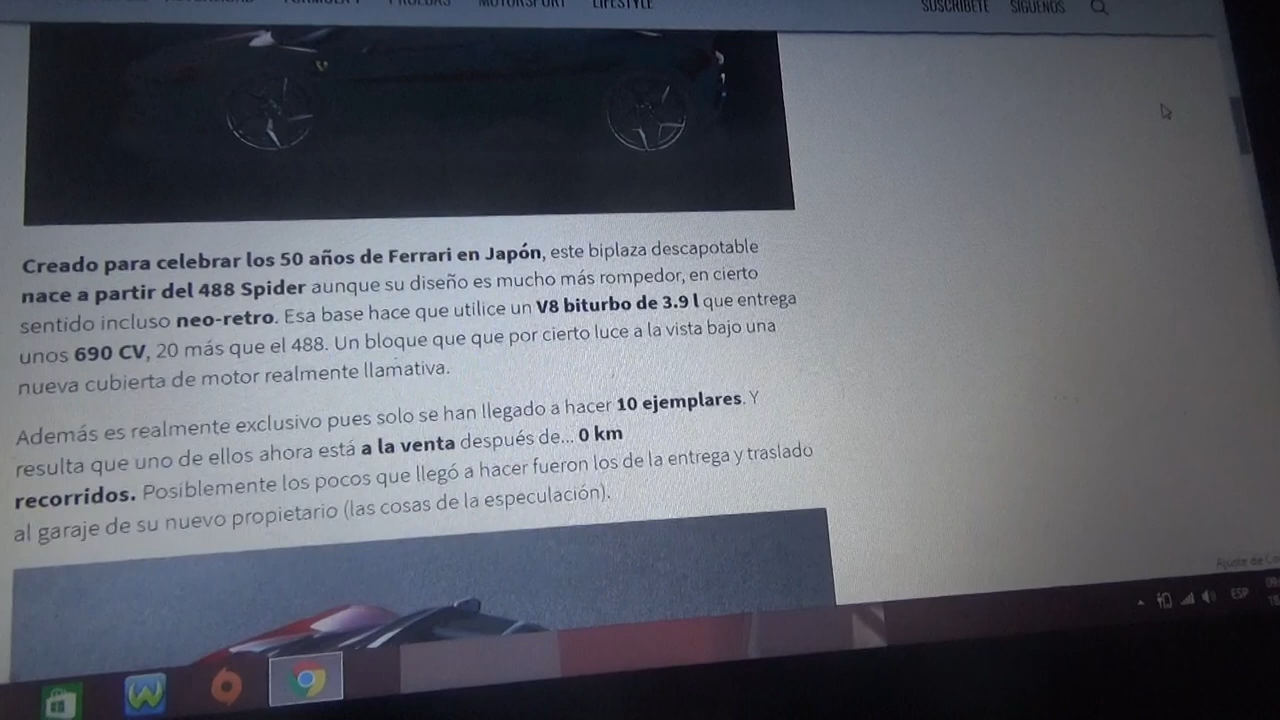 MOTORSPORT LIFESTYLE SUSCRÍBETE SÍGUENOS
Creado para celebrar los 50 años de Ferrari en Japón, este biplaza descapotable
nace a partir del 488 Spider aunque su diseño es mucho más rompedor, en cierto
sentido incluso neo-retro. Esa base hace que utilice un V8 biturbo de 3.9 l que entrega
unos 690 CV, 20 más que el 488. Un bloque que que por cierto luce a la vista bajo una
nueva cubierta de motor realmente llamativa.
Además es realmente exclusivo pues solo se han llegado a hacer 10 ejemplares. Y
resulta que uno de ellos ahora está a la venta después de... 0 km
recorridos. Posiblemente los pocos que llegó a hacer fueron los de la entrega y traslado
al garaje de su nuevo propietario (las cosas de la especulación).
Ajuste de
ESP